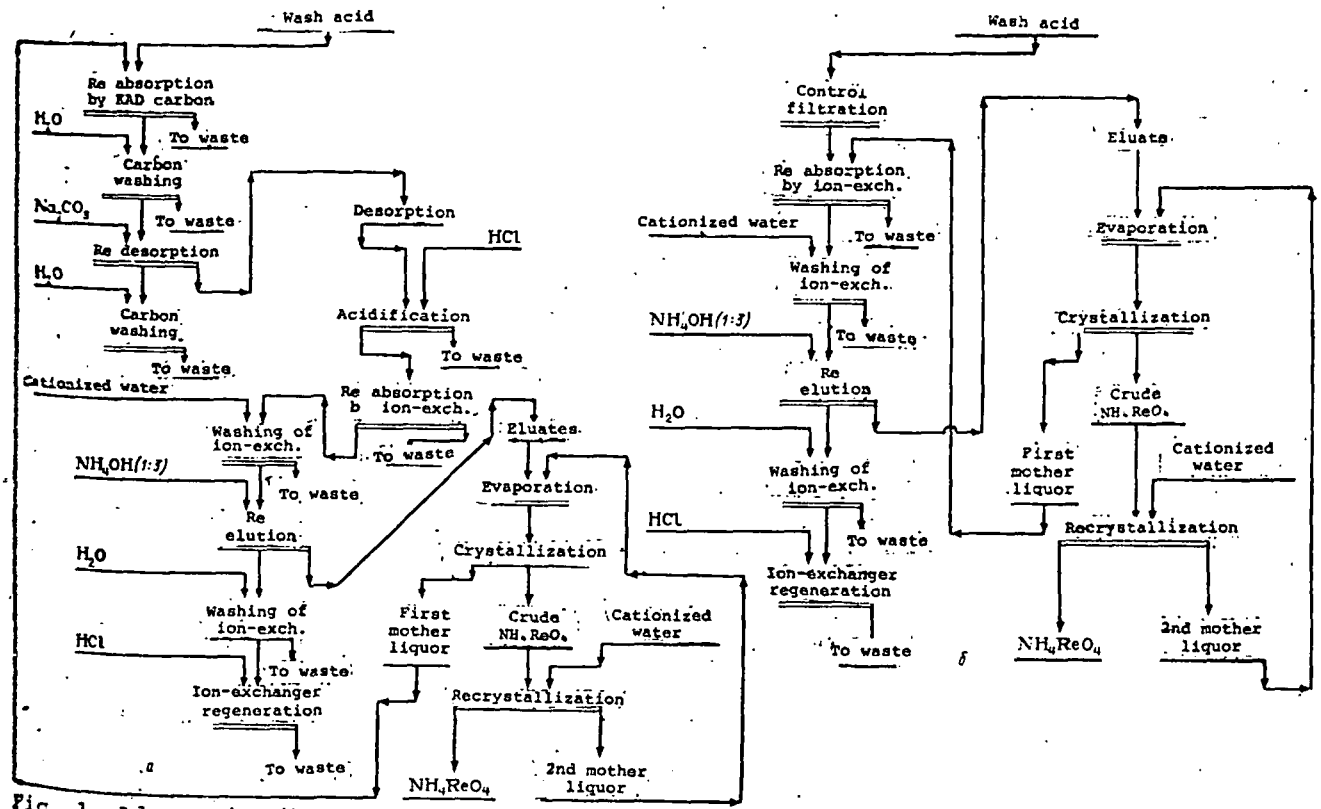 Wash acid
Re absorption
by KAD carbon
To waste
H₂O
Carbon
washing
To waste
Na₂CO₃
Re desorption
H₂O
Carbon
washing
To waste
Desorption
HCl
Acidification
To waste
Re absorption
b ion-exch.
To waste
Cationized water
Washing of
ion-exch.
To waste
NH₄OH(1:3)
Re
elution
H₂O
Washing of
ion-exch.
To waste
HCl
Ion-exchanger
regeneration
To waste
Eluates
Evaporation
Crystallization
First
mother
liquor
Crude
NH₄ReO₄
Cationized
water
Recrystallization
NH₄ReO₄
2nd mother
liquor
a
Wash acid
Control
filtration
Re absorption
by ion-exch.
To waste
Cationized water
Washing of
ion-exch.
To waste
NH₄OH(1:3)
Re
elution
H₂O
Washing of
ion-exch.
To waste
HCl
Ion-exchanger
regeneration
To waste
Eluate
Evaporation
Crystallization
First
mother
liquor
Crude
NH₄ReO₄
Cationized
water
Recrystallization
NH₄ReO₄
2nd mother
liquor
б
Fig. 1.